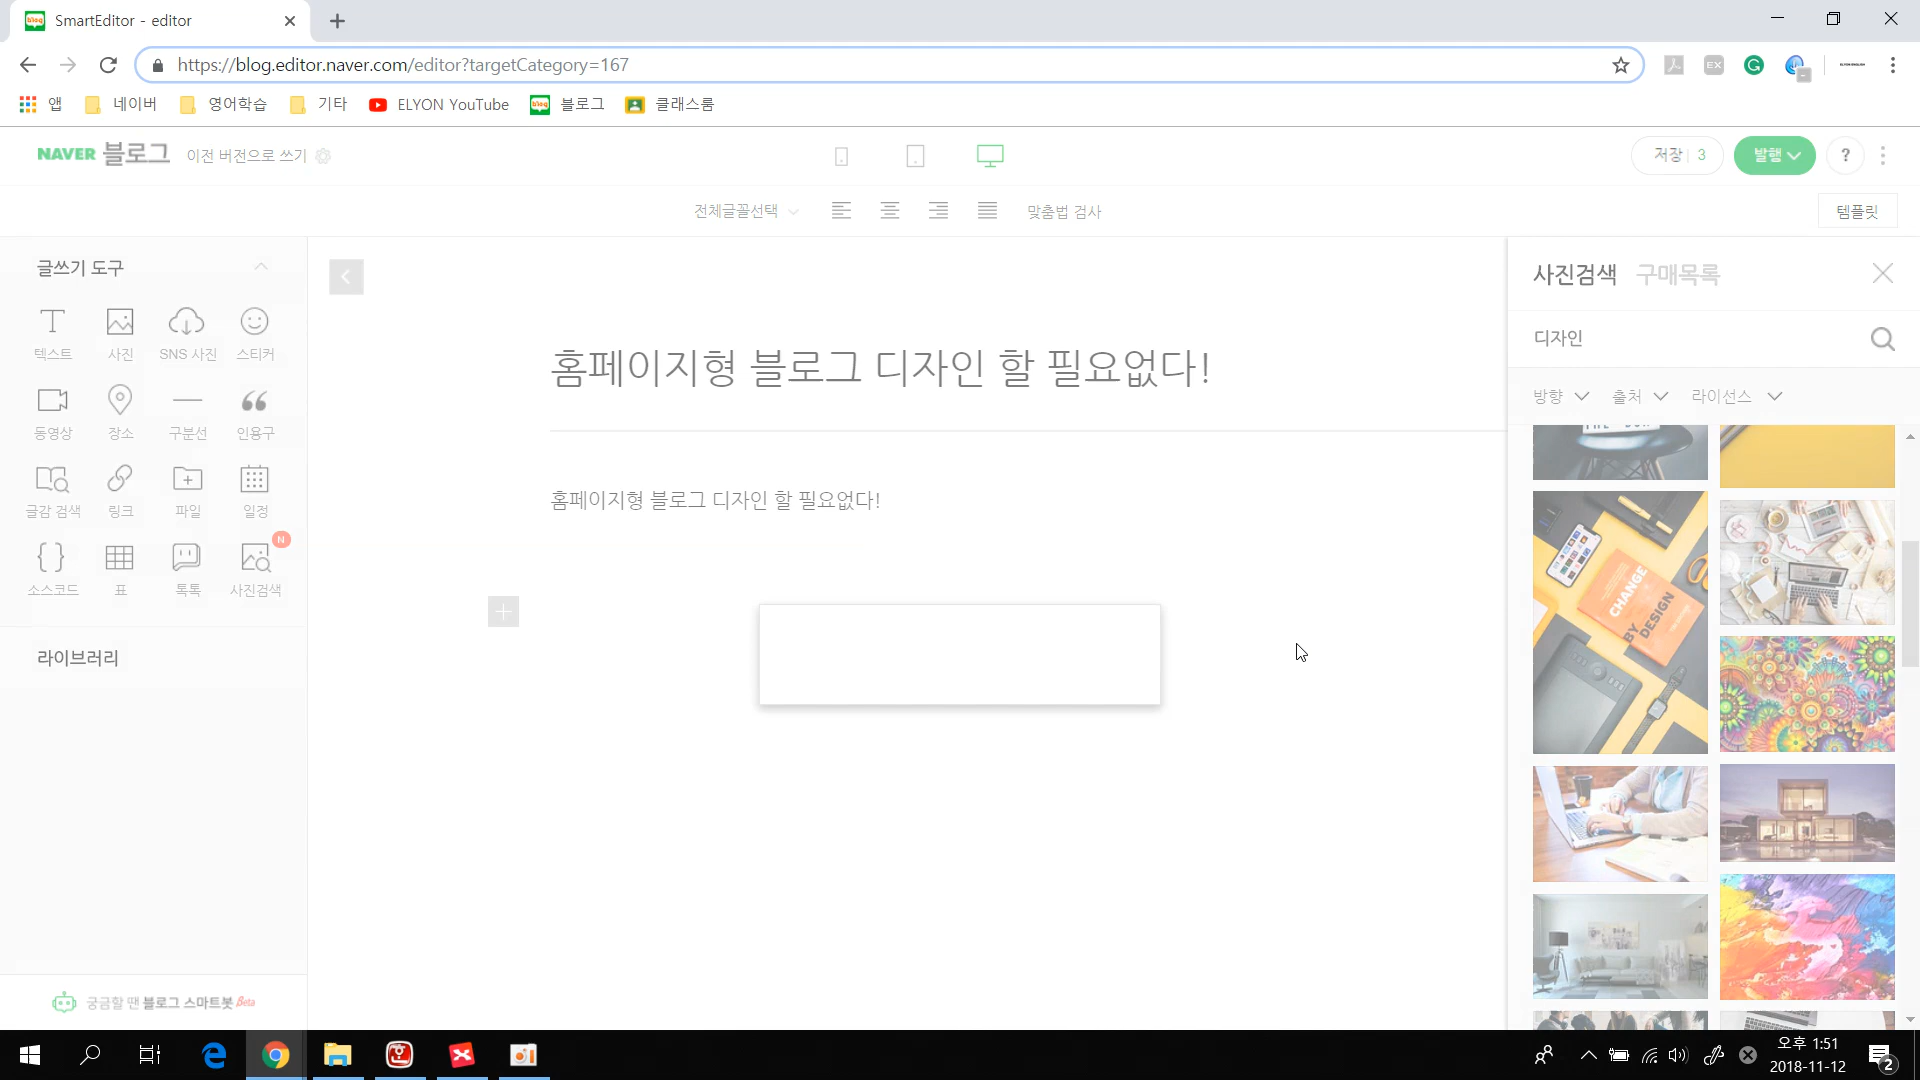 SmartEditor - editor
https://blog.editor.naver.com/editor?targetCategory=167
앱 네이버 영어학습 기타 ELYON YouTube 블로그 클래스룸
NAVER 블로그 이전 버전으로 쓰기
저장 3 발행 ?
전체글꼴선택 맞춤법 검사 템플릿
글쓰기 도구
텍스트 사진 SNS 사진 스티커
동영상 장소 구분선 인용구
글감 검색 링크 파일 일정
N
소스코드 표 톡톡 사진검색
라이브러리
궁금할 땐 블로그 스마트봇 Beta
홈페이지형 블로그 디자인 할 필요없다!
홈페이지형 블로그 디자인 할 필요없다!
사진검색 구매목록
디자인
방향 출처 라이선스
CHANGE
BY
DESIGN
오후 1:51
2018-11-12
2